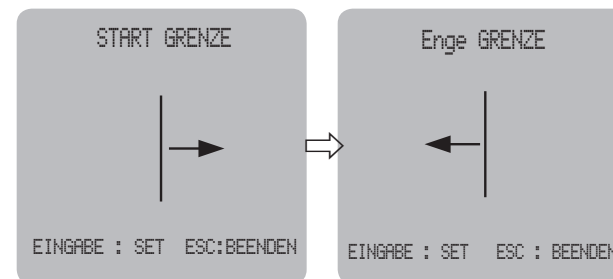 START GRENZE
EINGABE : SET ESC:BEENDEN
Enge GRENZE
EINGABE : SET ESC : BEENDEN